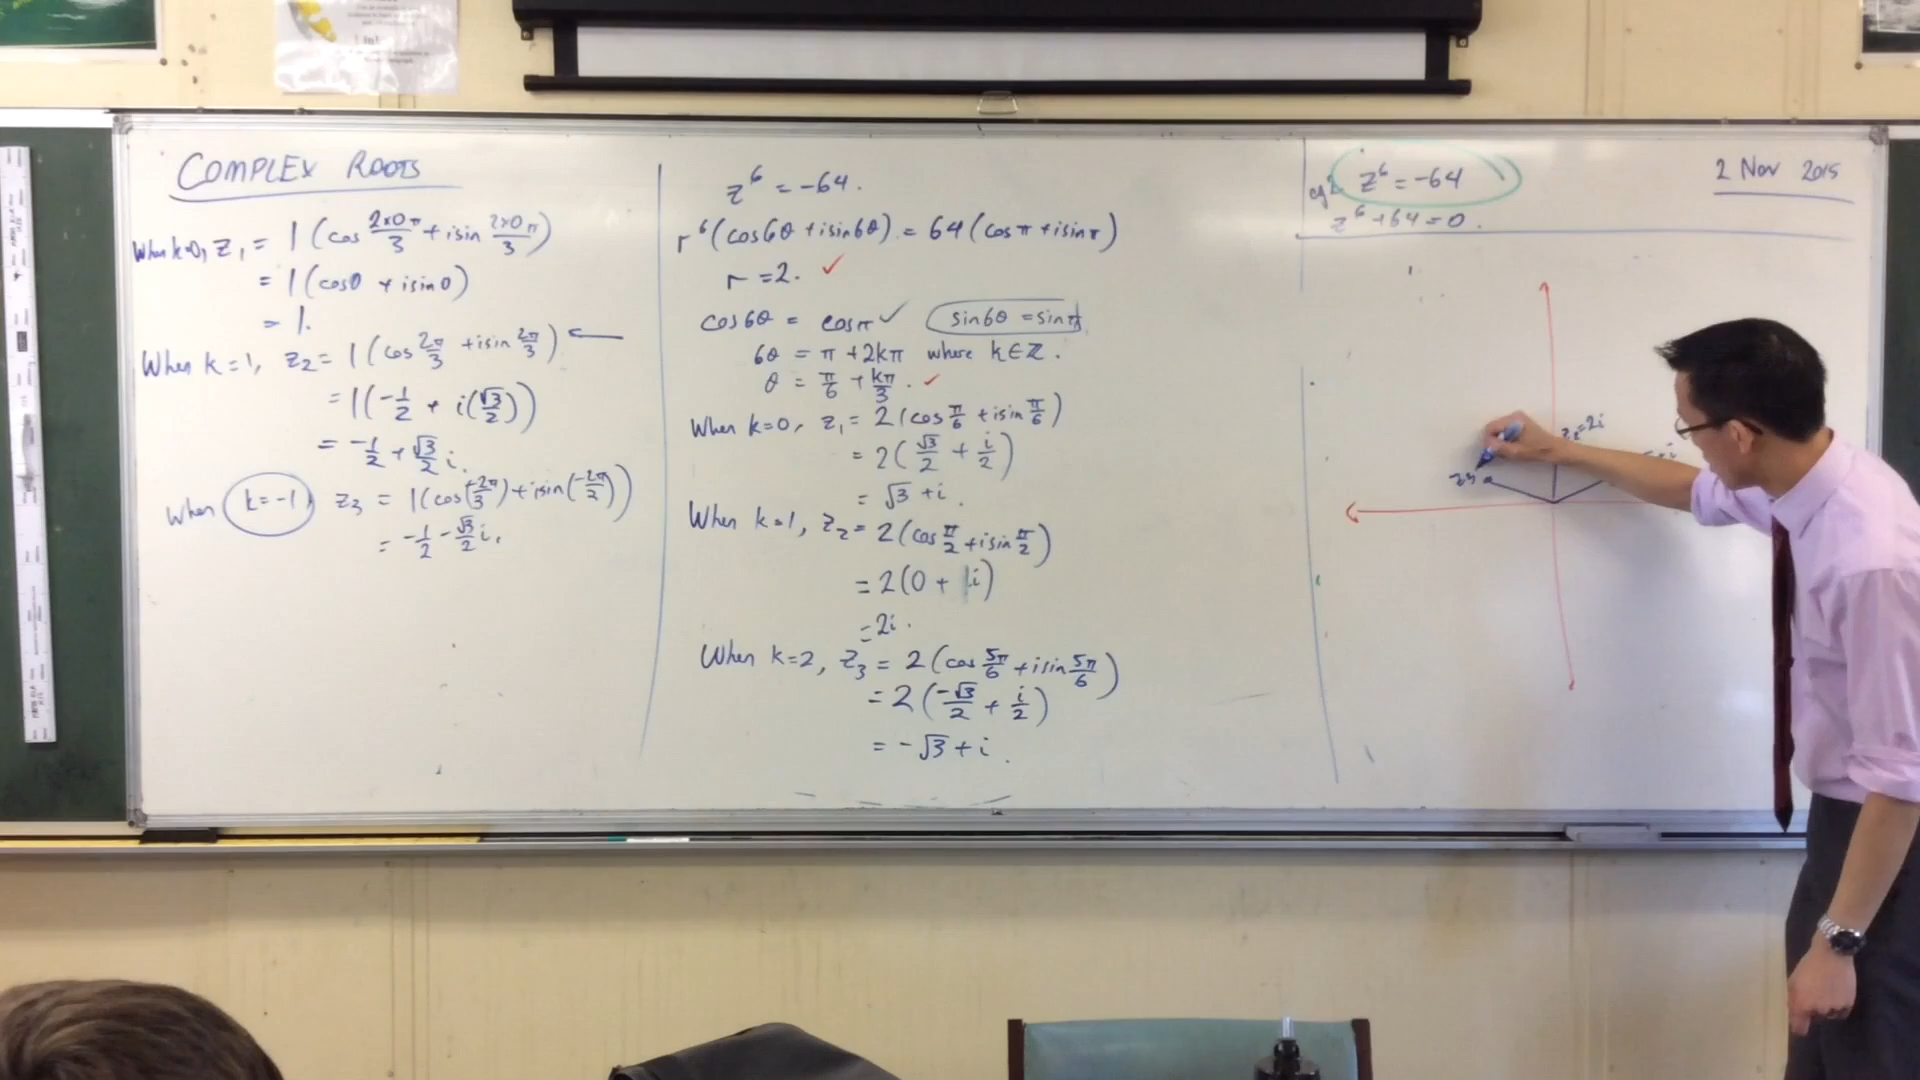 COMPLEX ROOTS
When k=0, z₁ = 1(cos 2×0π/3 + isin 2×0π/3)
= 1(cos0 + isin0)
= 1.
When k=1, z₂ = 1(cos 2π/3 + isin 2π/3) ←
= 1(-1/2 + i(√3/2))
= -1/2 + √3/2 i.
When k=-1, z₃ = 1(cos(-2π/3) + isin(-2π/3))
= -1/2 - √3/2 i.
z⁶ = -64.
r⁶(cos6θ + isin6θ) = 64(cosπ + isinπ)
r = 2. ✓
cos6θ = cosπ ✓ sin6θ = sinπ
6θ = π + 2kπ where k∈Z.
θ = π/6 + kπ/3. ✓
When k=0, z₁ = 2(cos π/6 + isin π/6)
= 2(√3/2 + i/2)
= √3 + i.
When k=1, z₂ = 2(cos π/2 + isin π/2)
= 2(0 + 1i)
= 2i.
When k=2, z₃ = 2(cos 5π/6 + isin 5π/6)
= 2(-√3/2 + i/2)
= -√3 + i.
eg2. z⁶ = -64
z⁶ + 64 = 0.
2 Nov 2015
z₂=2i
z₃